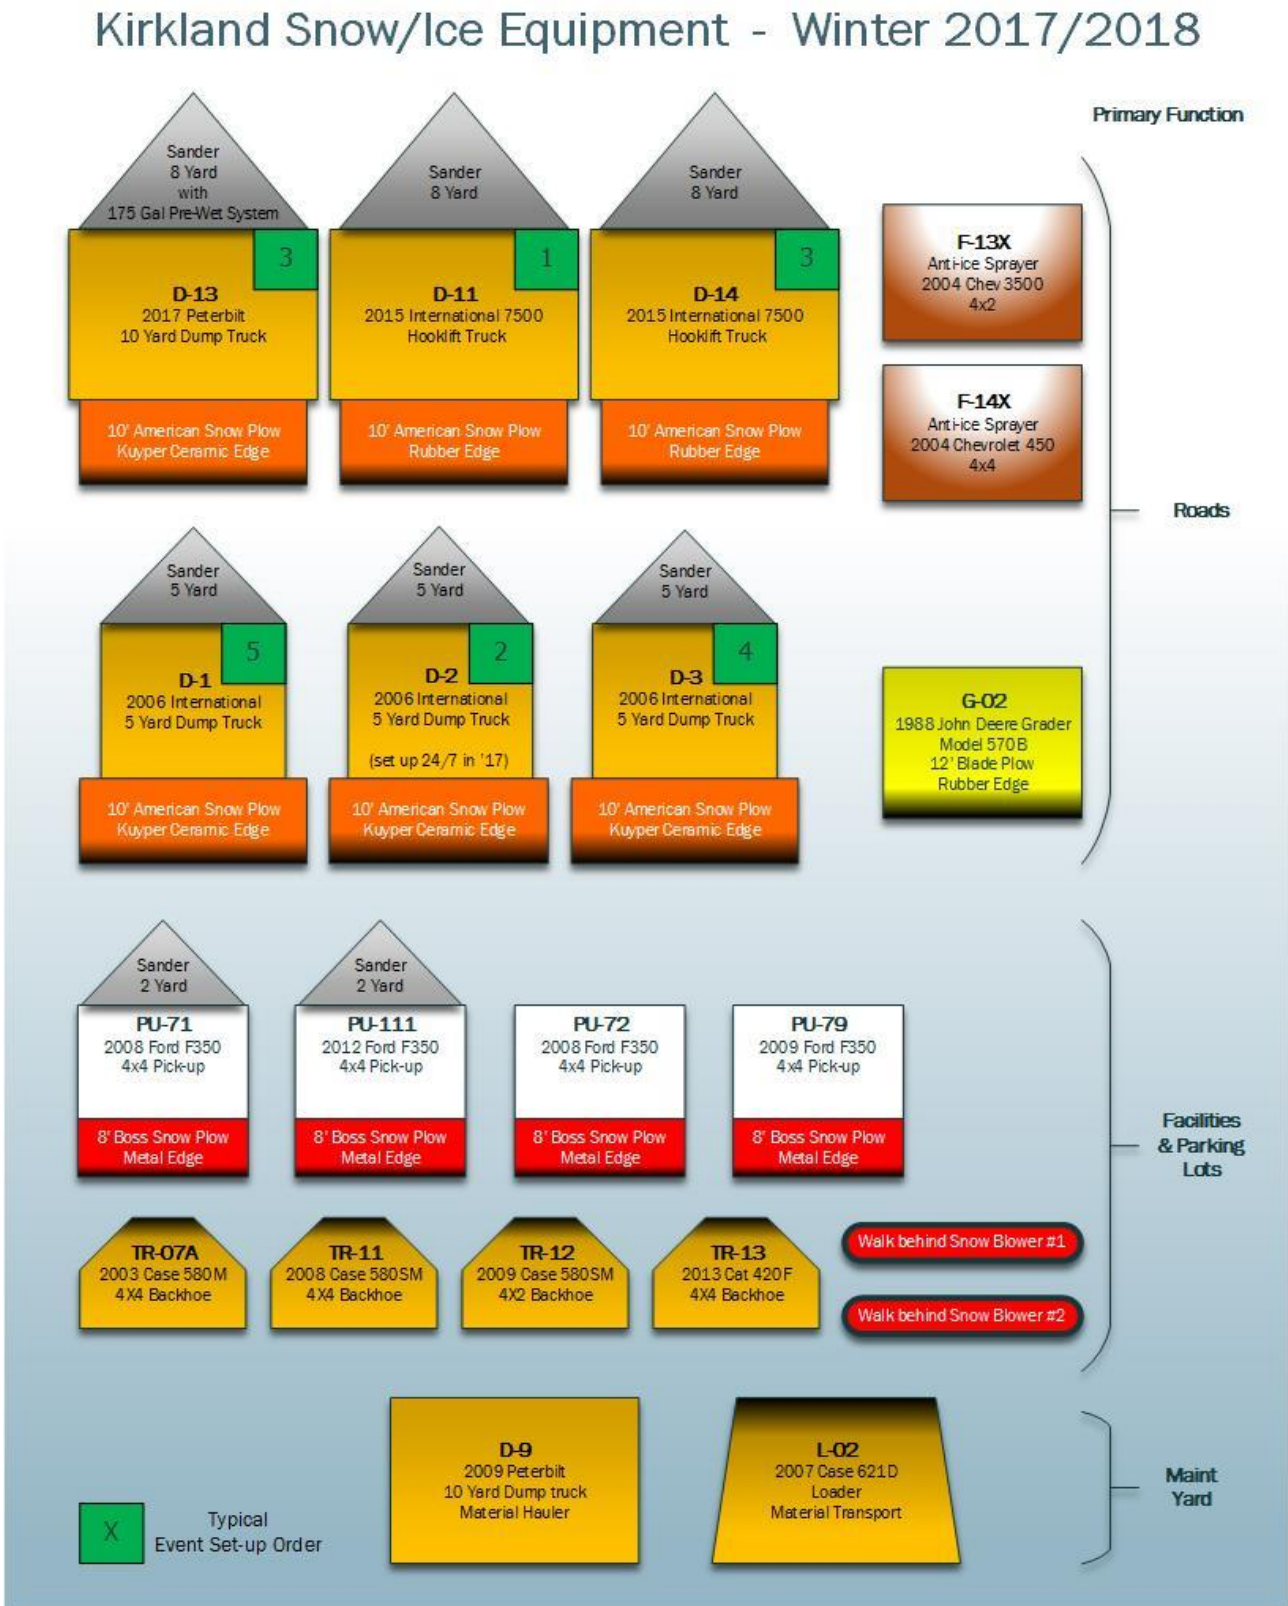 Kirkland Snow/Ice Equipment - Winter 2017/2018
Primary Function
Sander
8 Yard
with
175 Gal Pre-Wet System
3
D-13
2017 Peterbilt
10 Yard Dump Truck
10' American Snow Plow
Kuyper Ceramic Edge
Sander
8 Yard
1
D-11
2015 International 7500
Hooklift Truck
10' American Snow Plow
Rubber Edge
Sander
8 Yard
3
D-14
2015 International 7500
Hooklift Truck
10' American Snow Plow
Rubber Edge
F-13X
Anti-ice Sprayer
2004 Chev 3500
4x2
F-14X
Anti-ice Sprayer
2004 Chevrolet 450
4x4
Roads
Sander
5 Yard
5
D-1
2006 International
5 Yard Dump Truck
10' American Snow Plow
Kuyper Ceramic Edge
Sander
5 Yard
2
D-2
2006 International
5 Yard Dump Truck
(set up 24/7 in '17)
10' American Snow Plow
Kuyper Ceramic Edge
Sander
5 Yard
4
D-3
2006 International
5 Yard Dump Truck
10' American Snow Plow
Kuyper Ceramic Edge
G-02
1988 John Deere Grader
Model 570B
12' Blade Plow
Rubber Edge
Sander
2 Yard
PU-71
2008 Ford F350
4x4 Pick-up
8' Boss Snow Plow
Metal Edge
Sander
2 Yard
PU-111
2012 Ford F350
4x4 Pick-up
8' Boss Snow Plow
Metal Edge
PU-72
2008 Ford F350
4x4 Pick-up
8' Boss Snow Plow
Metal Edge
PU-79
2009 Ford F350
4x4 Pick-up
8' Boss Snow Plow
Metal Edge
Facilities
& Parking
Lots
TR-07A
2003 Case 580M
4X4 Backhoe
TR-11
2008 Case 580SM
4X4 Backhoe
TR-12
2009 Case 580SM
4X2 Backhoe
TR-13
2013 Cat 420F
4X4 Backhoe
Walk behind Snow Blower #1
Walk behind Snow Blower #2
D-9
2009 Peterbilt
10 Yard Dump truck
Material Hauler
L-02
2007 Case 621D
Loader
Material Transport
Maint
Yard
X
Typical
Event Set-up Order